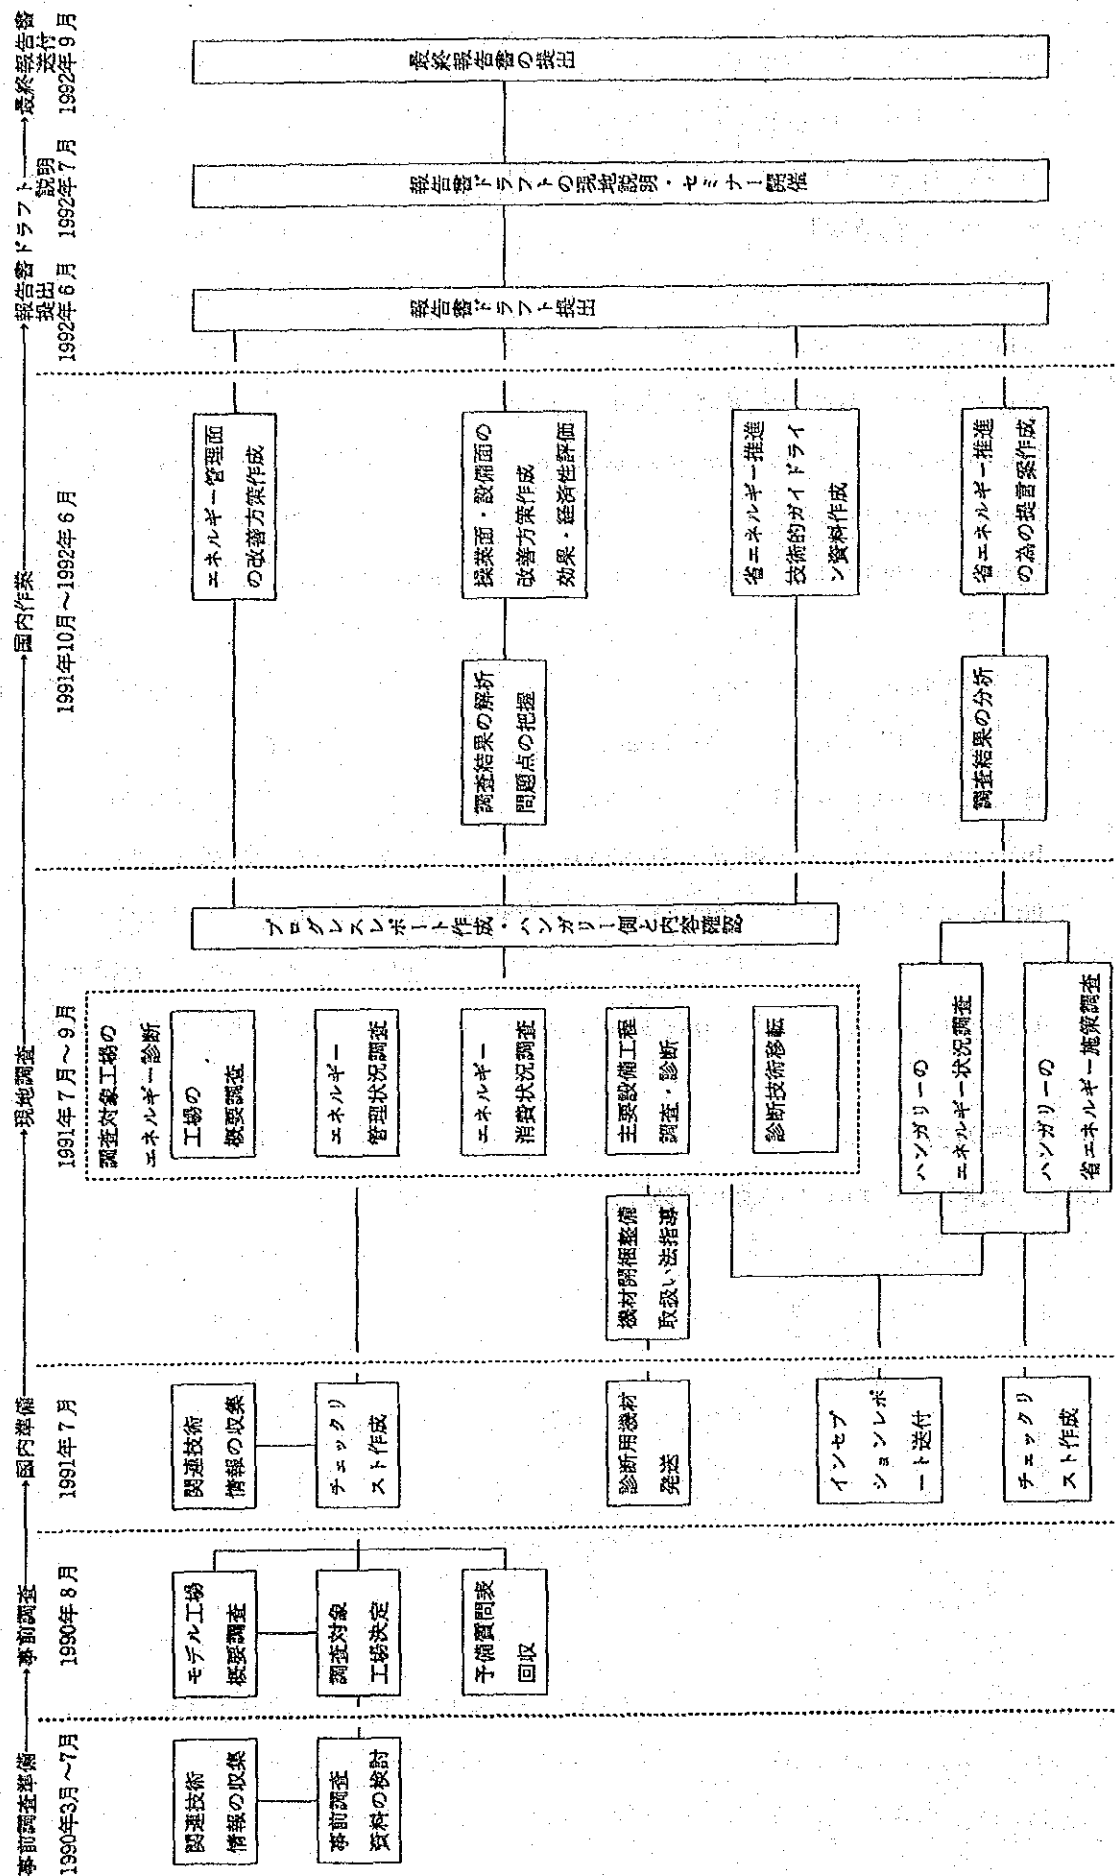 事前調査準備→事前調査→国内準備→現地調査→国内作業→報告書ドラフト→最終報告書
提出
説明
送付
1990年3月~7月
1990年8月
1991年7月
1991年7月~9月
1991年10月~1992年6月
1992年6月
1992年7月
1992年9月
関連技術
情報の収集
事前調査
資料の検討
モデル工場
概要調査
調査対象
工場決定
予備質問表
回収
関連技術
情報の収集
チェックリ
スト作成
診断用機材
発送
インセプ
ションレポ
ート送付
チェックリ
スト作成
機材開梱整備
取扱い法指導
調査対象工場の
エネルギー診断
工場の
概要調査
エネルギー
管理状況調査
エネルギー
消費状況調査
主要設備工程
調査・診断
診断技術移転
ハンガリーの
エネルギー状況調査
ハンガリーの
省エネルギー施策調査
プログレスレポート作成・ハンガリー側と内容確認
調査結果の解析
問題点の把握
調査結果の分析
エネルギー管理面
の改善方策作成
操業面・設備面の
改善方策作成
効果・経済性評価
省エネルギー推進
技術的ガイドライ
ン資料作成
省エネルギー推進
の為の提言案作成
報告書ドラフト提出
報告書ドラフトの現地説明・セミナー開催
最終報告書の提出